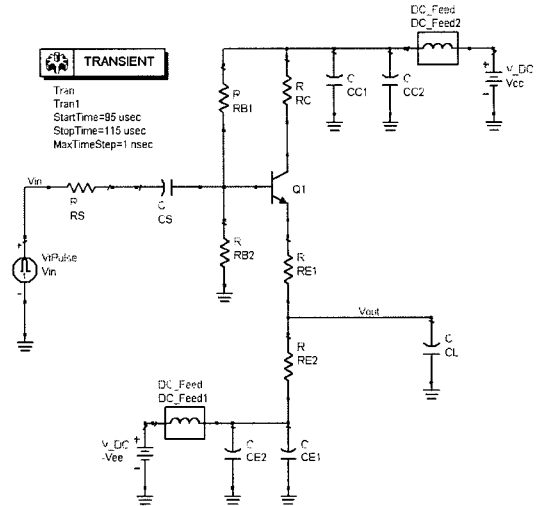 DC_Feed
DC_Feed2
TRANSIENT
Tran
Tran1
StartTime=95 usec
StopTime=115 usec
MaxTimeStep=1 nsec
R
RB1
R
RC
C
CC1
C
CC2
+
V_DC
Vcc
-
Vin
R
RS
C
CS
Q1
+
VtPulse
Vin
-
R
RB2
R
RE1
Vout
R
RE2
C
CL
DC_Feed
DC_Feed1
V_DC
-Vee
+
-
C
CE2
C
CE1